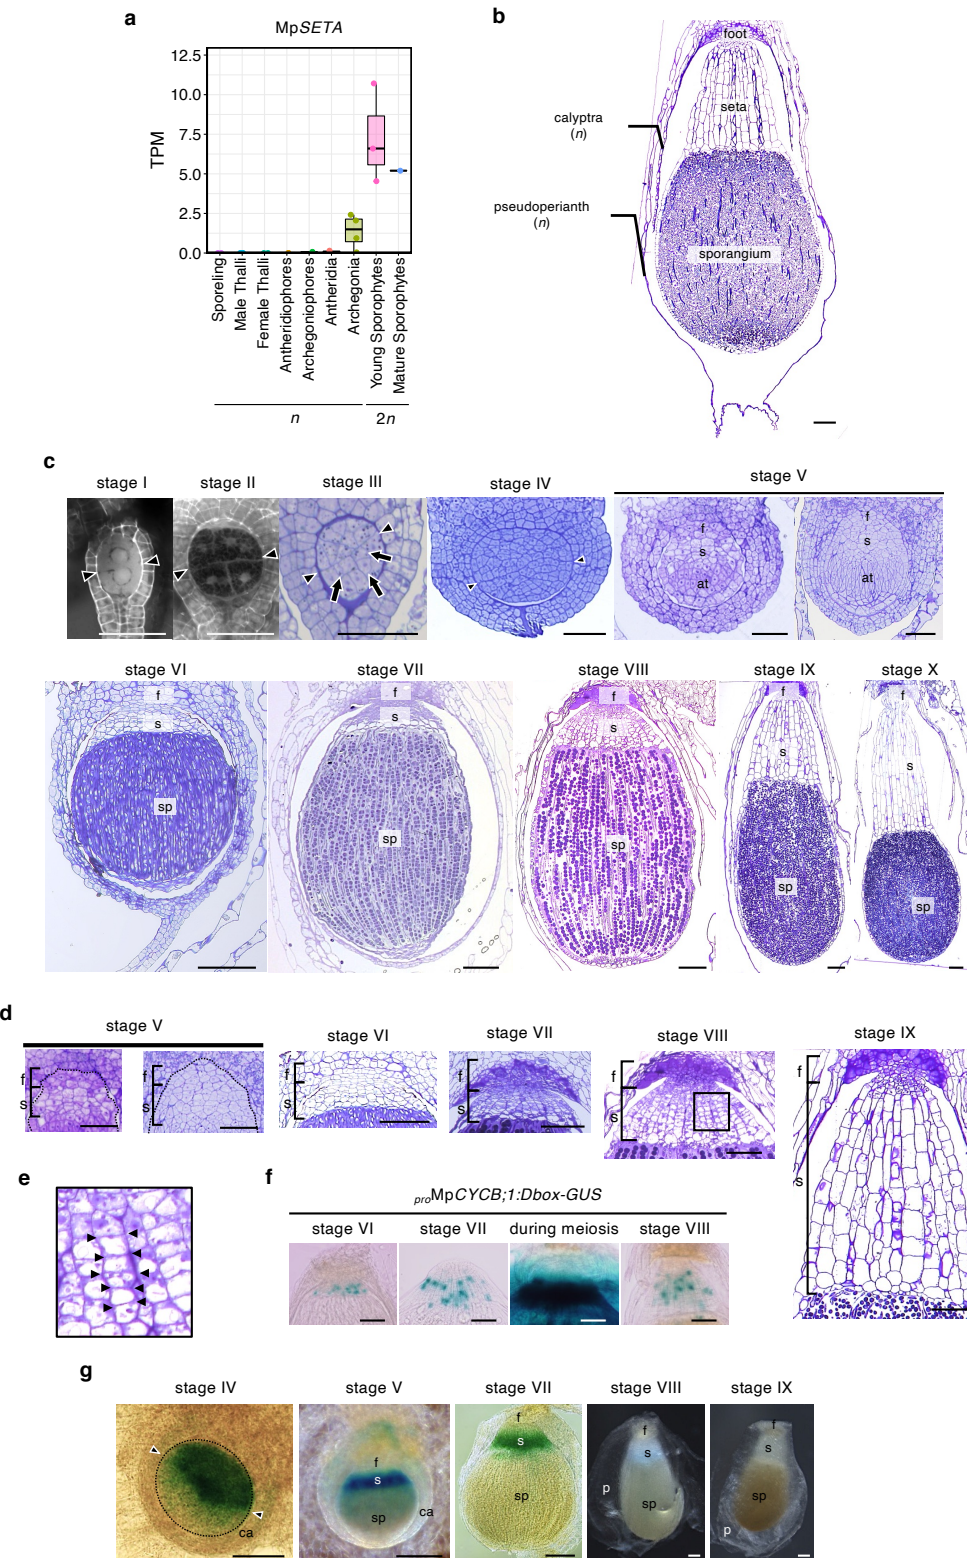 a
MpSETA
TPM
12.5
10.0
7.5
5.0
2.5
0.0
Sporeling
Male Thalli
Female Thalli
Antheridiophores
Archegoniophores
Antheridia
Archegonia
Young Sporophytes
Mature Sporophytes
n
2n
b
foot
seta
calyptra
(n)
pseudoperianth
(n)
sporangium
c
stage I
stage II
stage III
stage IV
stage V
f
s
at
f
s
at
stage VI
stage VII
stage VIII
stage IX
stage X
f
s
sp
f
s
sp
f
s
sp
s
sp
f
s
sp
d
stage V
stage VI
stage VII
stage VIII
stage IX
f
s
f
s
f
s
f
s
f
s
f
s
e
f
proMpCYCB;1:Dbox-GUS
stage VI
stage VII
during meiosis
stage VIII
g
stage IV
stage V
stage VII
stage VIII
stage IX
ca
f
s
sp
ca
f
s
sp
f
s
p
sp
f
s
sp
p